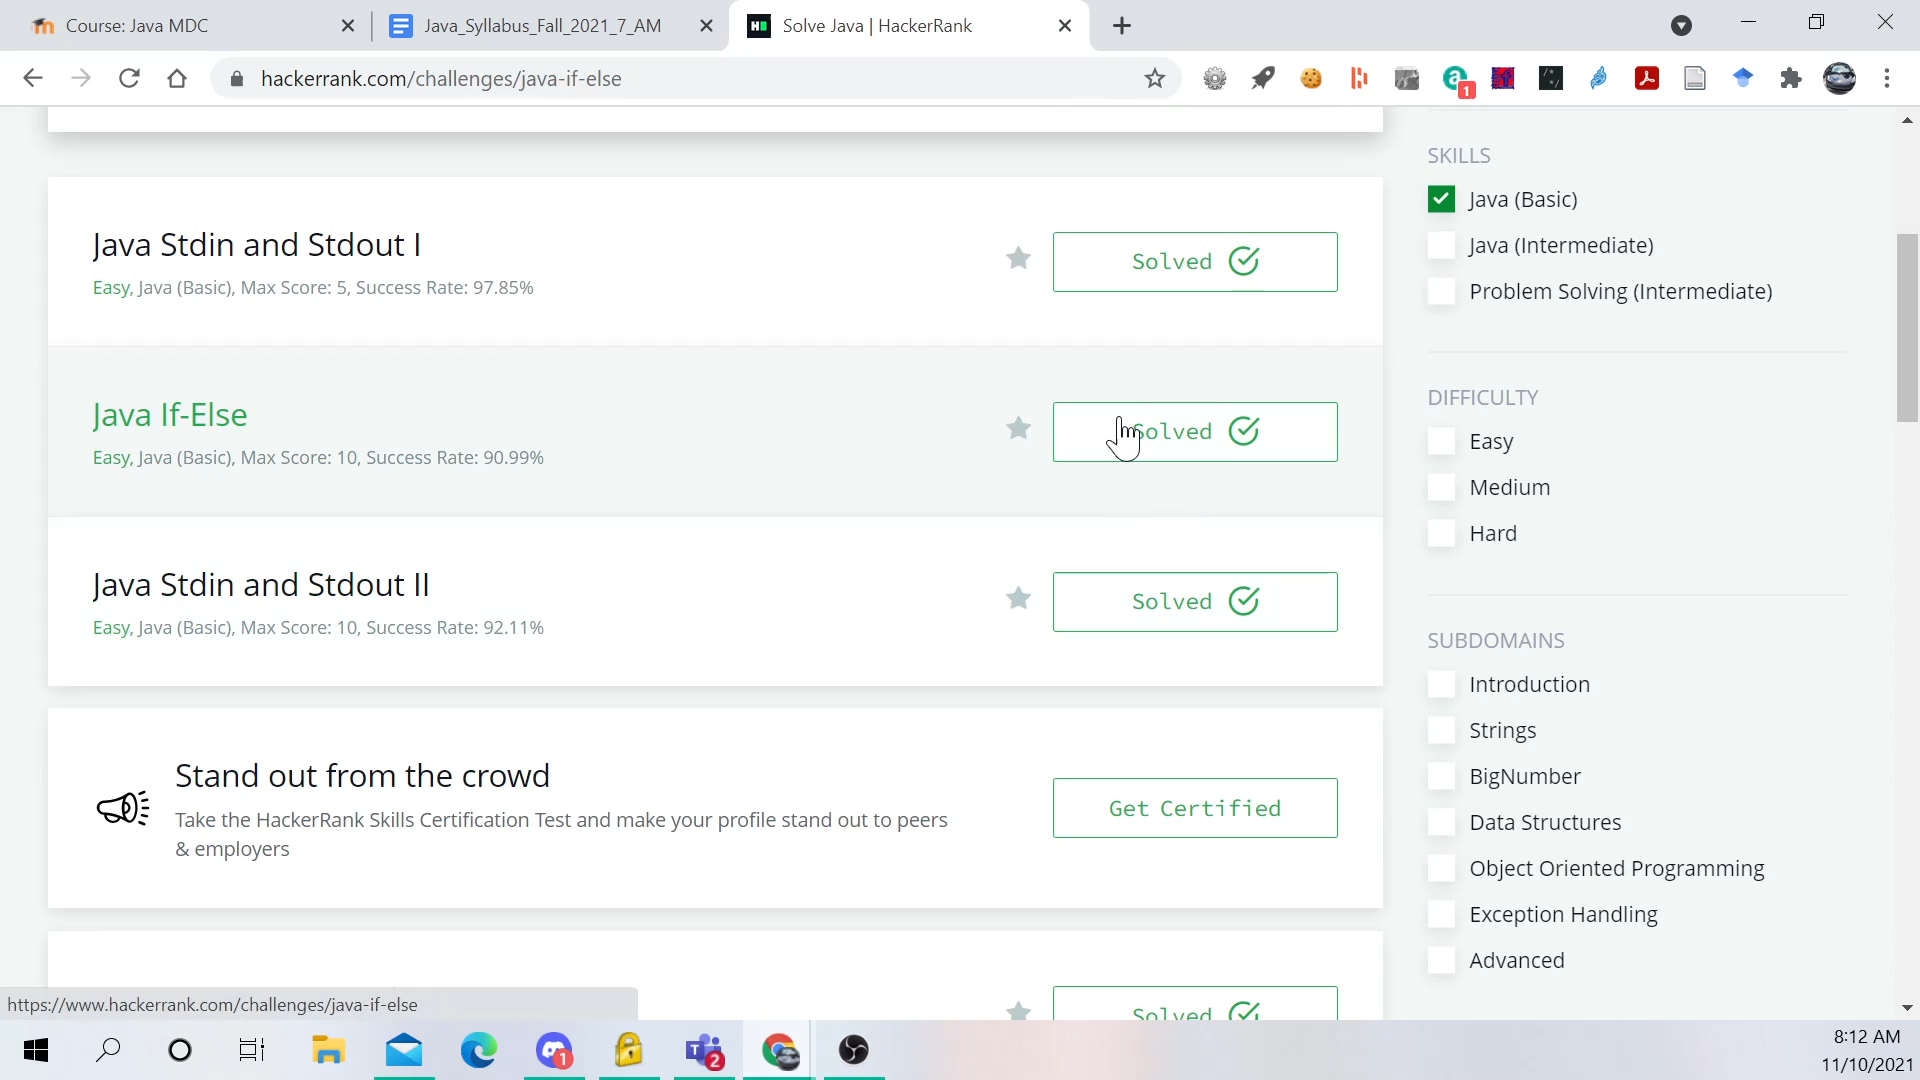 Course: Java MDC
Java_Syllabus_Fall_2021_7_AM
Solve Java | HackerRank
hackerrank.com/challenges/java-if-else
1
Java Stdin and Stdout I
Easy, Java (Basic), Max Score: 5, Success Rate: 97.85%
Solved
Java If-Else
Easy, Java (Basic), Max Score: 10, Success Rate: 90.99%
Solved
Java Stdin and Stdout II
Easy, Java (Basic), Max Score: 10, Success Rate: 92.11%
Solved
Stand out from the crowd
Take the HackerRank Skills Certification Test and make your profile stand out to peers
& employers
Get Certified
Solved
SKILLS
Java (Basic)
Java (Intermediate)
Problem Solving (Intermediate)
DIFFICULTY
Easy
Medium
Hard
SUBDOMAINS
Introduction
Strings
BigNumber
Data Structures
Object Oriented Programming
Exception Handling
Advanced
https://www.hackerrank.com/challenges/java-if-else
1
2
8:12 AM
11/10/2021